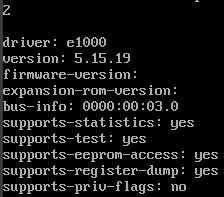 2
driver: e1000
version: 5.15.19
firmware-version:
expansion-rom-version:
bus-info: 0000:00:03.0
supports-statistics: yes
supports-test: yes
supports-eeprom-access: yes
supports-register-dump: yes
supports-priv-flags: no